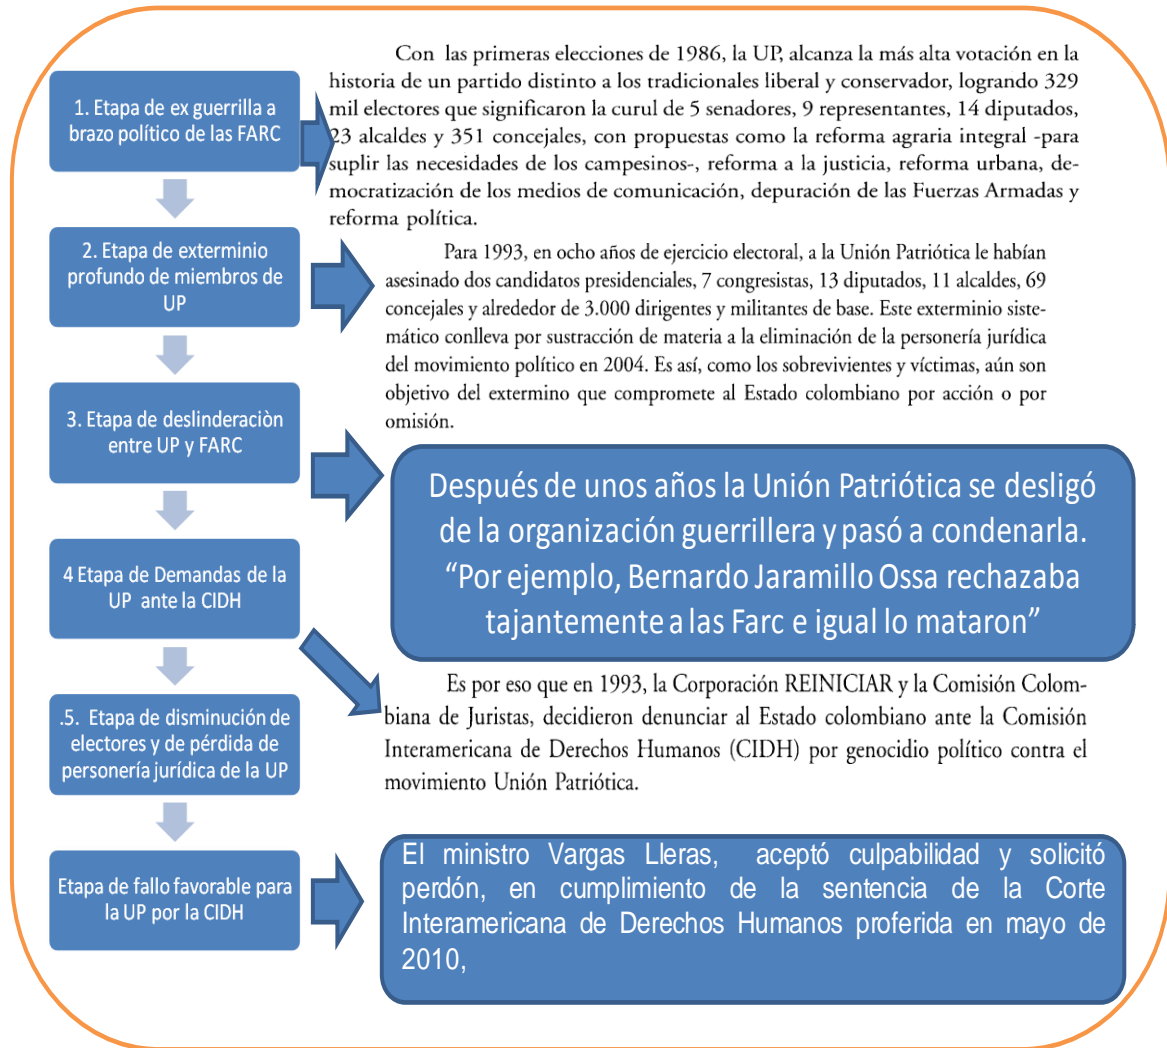 Con las primeras elecciones de 1986, la UP, alcanza la más alta votación en la
historia de un partido distinto a los tradicionales liberal y conservador, logrando 329
mil electores que significaron la curul de 5 senadores, 9 representantes, 14 diputados,
23 alcaldes y 351 concejales, con propuestas como la reforma agraria integral -para
suplir las necesidades de los campesinos-, reforma a la justicia, reforma urbana, de-
mocratización de los medios de comunicación, depuración de las Fuerzas Armadas y
reforma política.
1. Etapa de ex guerrilla a
brazo político de las FARC
2. Etapa de exterminio
profundo de miembros de
UP
Para 1993, en ocho años de ejercicio electoral, a la Unión Patriótica le habían
asesinado dos candidatos presidenciales, 7 congresistas, 13 diputados, 11 alcaldes, 69
concejales y alrededor de 3.000 dirigentes y militantes de base. Este exterminio siste-
mático conlleva por sustracción de materia a la eliminación de la personería jurídica
del movimiento político en 2004. Es así, como los sobrevivientes y víctimas, aún son
objetivo del extermino que compromete al Estado colombiano por acción o por
omisión.
3. Etapa de deslinderaciòn
entre UP y FARC
Después de unos años la Unión Patriótica se desligó
de la organización guerrillera y pasó a condenarla.
“Por ejemplo, Bernardo Jaramillo Ossa rechazaba
tajantemente a las Farc e igual lo mataron”
4 Etapa de Demandas de la
UP ante la CIDH
Es por eso que en 1993, la Corporación REINICIAR y la Comisión Colom-
biana de Juristas, decidieron denunciar al Estado colombiano ante la Comisión
Interamericana de Derechos Humanos (CIDH) por genocidio político contra el
movimiento Unión Patriótica.
.5. Etapa de disminución de
electores y de pérdida de
personería jurídica de la UP
Etapa de fallo favorable para
la UP por la CIDH
El ministro Vargas Lleras, aceptó culpabilidad y solicitó
perdón, en cumplimiento de la sentencia de la Corte
Interamericana de Derechos Humanos proferida en mayo de
2010,